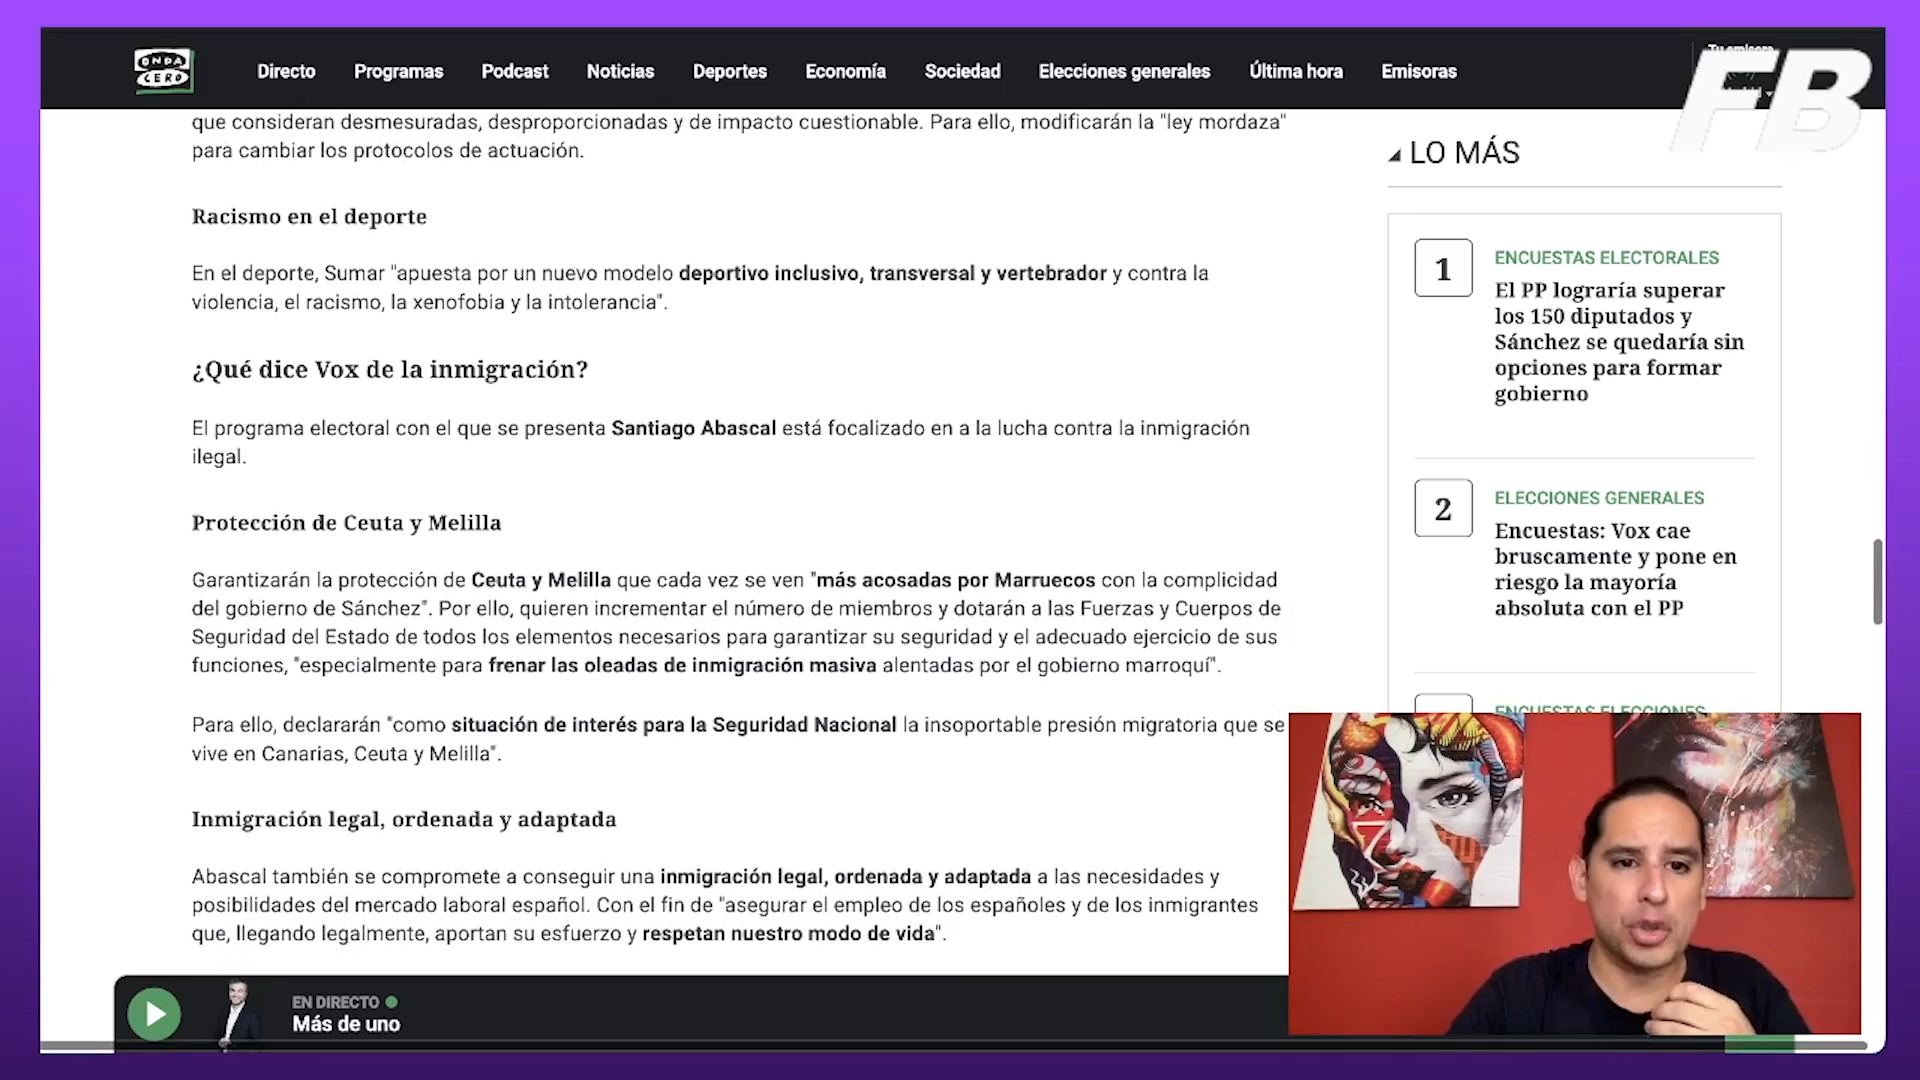 ONDA
CERO
Directo
Programas
Podcast
Noticias
Deportes
Economía
Sociedad
Elecciones generales
Última hora
Emisoras
Tu emisora
FB
que consideran desmesuradas, desproporcionadas y de impacto cuestionable. Para ello, modificarán la "ley mordaza"
para cambiar los protocolos de actuación.
Racismo en el deporte
En el deporte, Sumar "apuesta por un nuevo modelo deportivo inclusivo, transversal y vertebrador y contra la
violencia, el racismo, la xenofobia y la intolerancia".
¿Qué dice Vox de la inmigración?
El programa electoral con el que se presenta Santiago Abascal está focalizado en a la lucha contra la inmigración
ilegal.
Protección de Ceuta y Melilla
Garantizarán la protección de Ceuta y Melilla que cada vez se ven "más acosadas por Marruecos con la complicidad
del gobierno de Sánchez". Por ello, quieren incrementar el número de miembros y dotarán a las Fuerzas y Cuerpos de
Seguridad del Estado de todos los elementos necesarios para garantizar su seguridad y el adecuado ejercicio de sus
funciones, "especialmente para frenar las oleadas de inmigración masiva alentadas por el gobierno marroquí".
Para ello, declararán "como situación de interés para la Seguridad Nacional la insoportable presión migratoria que se
vive en Canarias, Ceuta y Melilla".
Inmigración legal, ordenada y adaptada
Abascal también se compromete a conseguir una inmigración legal, ordenada y adaptada a las necesidades y
posibilidades del mercado laboral español. Con el fin de "asegurar el empleo de los españoles y de los inmigrantes
que, llegando legalmente, aportan su esfuerzo y respetan nuestro modo de vida".
LO MÁS
1
ENCUESTAS ELECTORALES
El PP lograría superar
los 150 diputados y
Sánchez se quedaría sin
opciones para formar
gobierno
2
ELECCIONES GENERALES
Encuestas: Vox cae
bruscamente y pone en
riesgo la mayoría
absoluta con el PP
ENCUESTAS ELECCIONES
EN DIRECTO
Más de uno